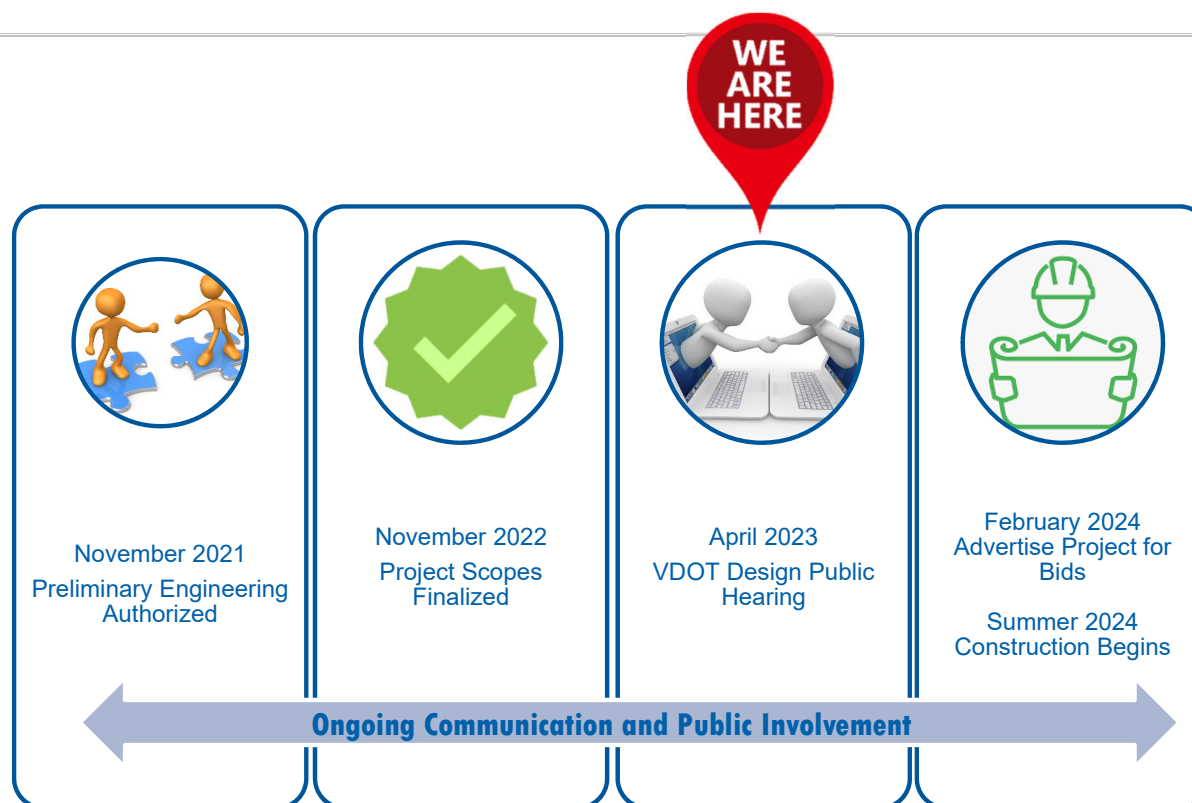 WE
ARE
HERE
November 2021
Preliminary Engineering
Authorized
November 2022
Project Scopes
Finalized
April 2023
VDOT Design Public
Hearing
February 2024
Advertise Project for
Bids
Summer 2024
Construction Begins
Ongoing Communication and Public Involvement